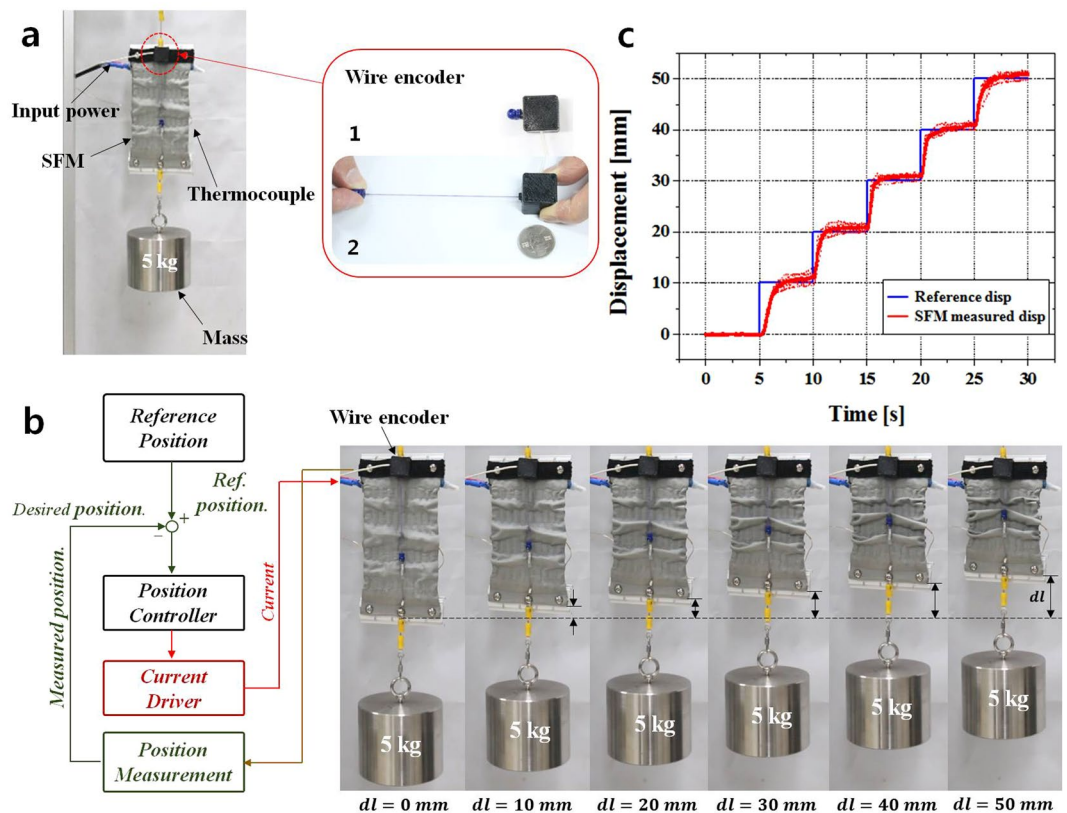 a
Input power
SFM
Thermocouple
5 kg
Mass
Wire encoder
1
2
c
Displacement [mm]
50
40
30
20
10
0
Reference disp
SFM measured disp
0 5 10 15 20 25 30
Time [s]
b
Reference
Position
Ref.
position.
Desired position.
+
−
Measured position.
Position
Controller
Current
Current
Driver
Position
Measurement
Wire encoder
dl
5 kg 5 kg 5 kg 5 kg 5 kg 5 kg
dl = 0 mm dl = 10 mm dl = 20 mm dl = 30 mm dl = 40 mm dl = 50 mm